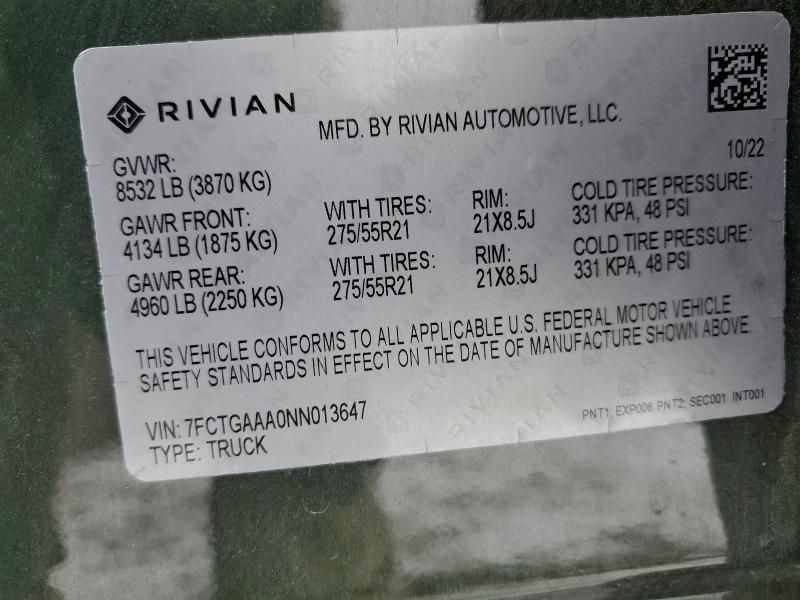 RIVIAN
MFD. BY RIVIAN AUTOMOTIVE, LLC.
10/22
GVWR:
8532 LB (3870 KG)
GAWR FRONT: WITH TIRES: RIM: COLD TIRE PRESSURE:
4134 LB (1875 KG) 275/55R21 21X8.5J 331 KPA, 48 PSI
GAWR REAR: WITH TIRES: RIM: COLD TIRE PRESSURE:
4960 LB (2250 KG) 275/55R21 21X8.5J 331 KPA, 48 PSI
THIS VEHICLE CONFORMS TO ALL APPLICABLE U.S. FEDERAL MOTOR VEHICLE
SAFETY STANDARDS IN EFFECT ON THE DATE OF MANUFACTURE SHOWN ABOVE.
VIN: 7FCTGAAA0NN013647
TYPE: TRUCK
PNT1: EXP006 PNT2: SEC001 INT001